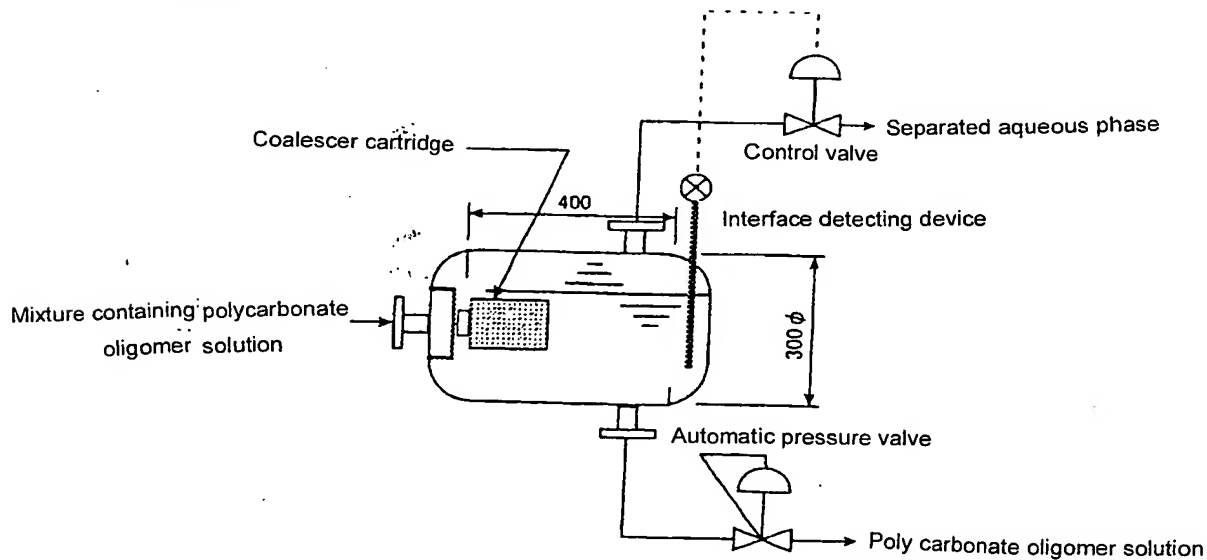 Separated aqueous phase
Control valve
Coalescer cartridge
400
Interface detecting device
Mixture containing polycarbonate
oligomer solution
300 ϕ
Automatic pressure valve
Poly carbonate oligomer solution